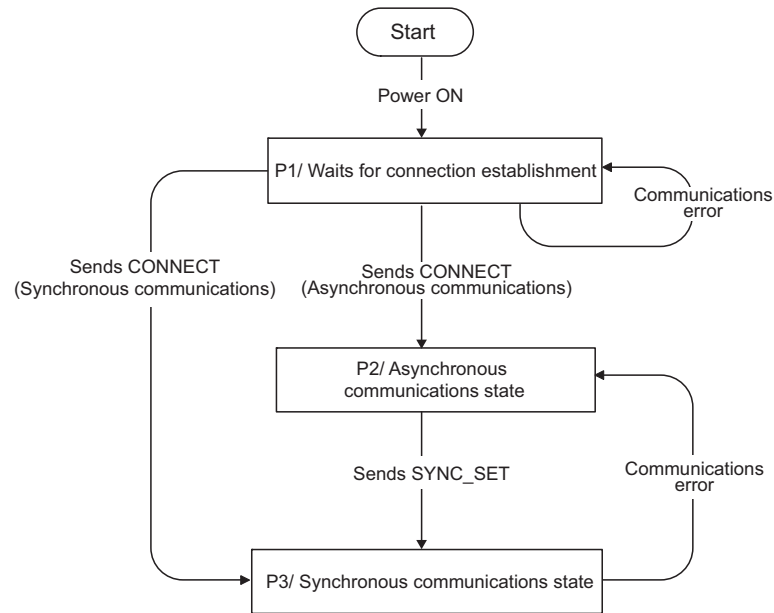 Start
Power ON
P1/ Waits for connection establishment
Communications
error
Sends CONNECT
(Synchronous communications)
Sends CONNECT
(Asynchronous communications)
P2/ Asynchronous
communications state
Sends SYNC_SET
Communications
error
P3/ Synchronous communications state